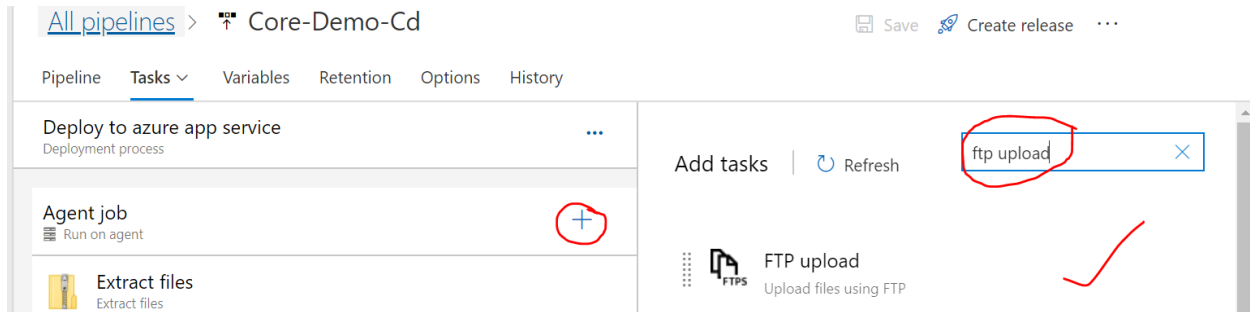 All pipelines > Core-Demo-Cd
Save Create release ...
Pipeline Tasks Variables Retention Options History
Deploy to azure app service
Deployment process
...
Add tasks Refresh
ftp upload
Agent job
Run on agent
FTP upload
Upload files using FTP
FTPS
Extract files
Extract files